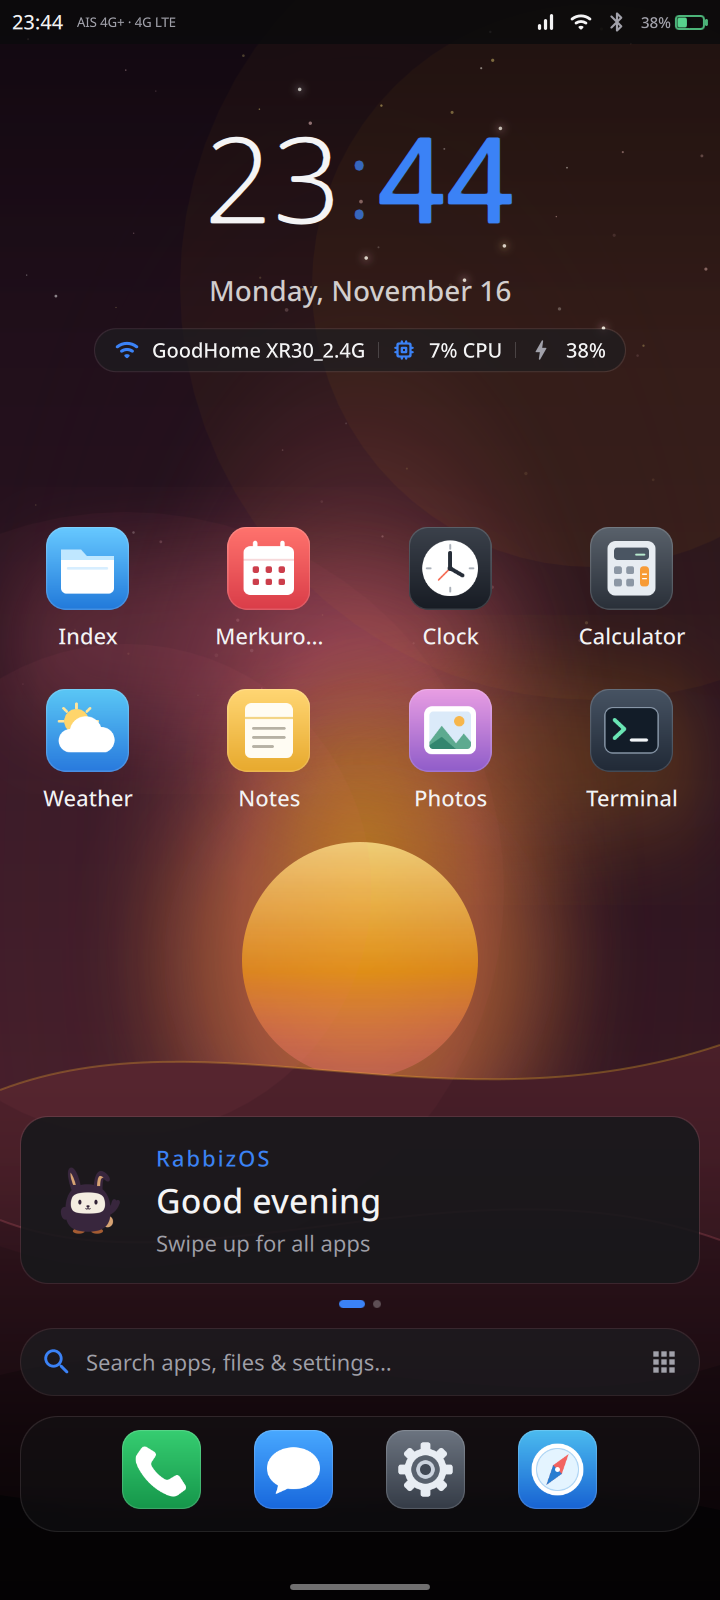 23:44 AIS 4G+ · 4G LTE 38%
23:44
Monday, November 16
GoodHome XR30_2.4G 7% CPU 38%
Index Merkuro... Clock Calculator
Weather Notes Photos Terminal
RabbizOS
Good evening
Swipe up for all apps
Search apps, files & settings...